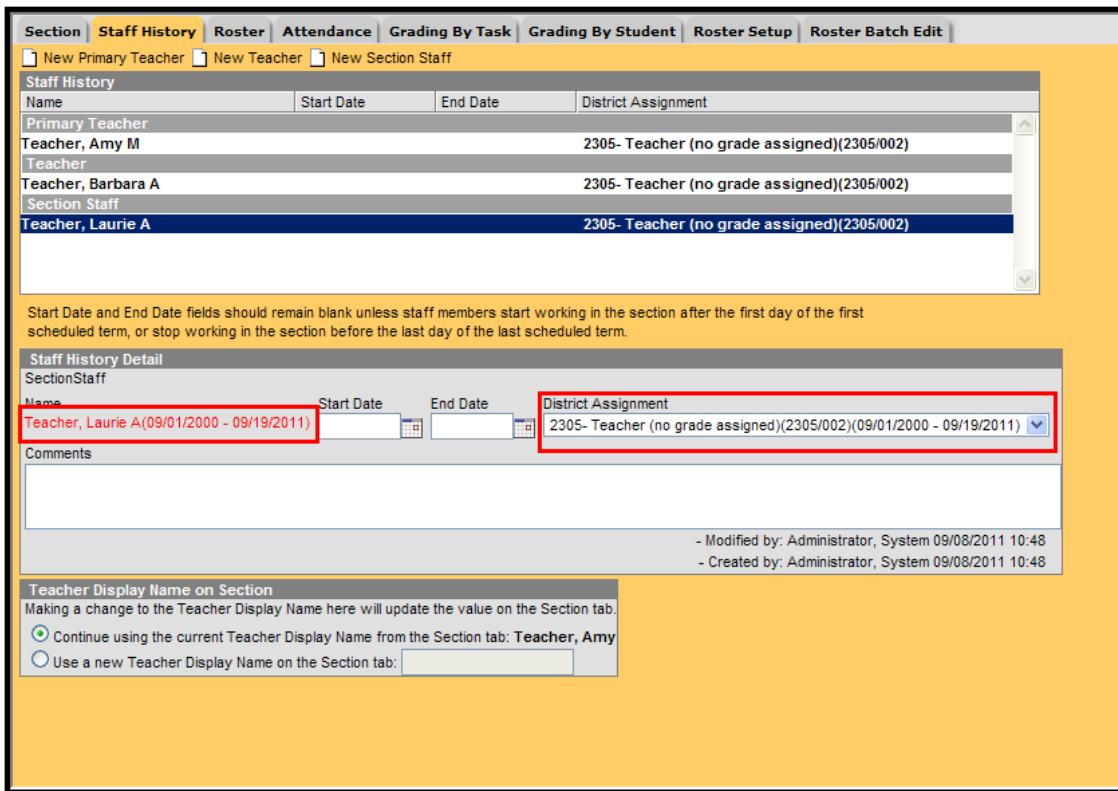 Section Staff History Roster Attendance Grading By Task Grading By Student Roster Setup Roster Batch Edit
New Primary Teacher New Teacher New Section Staff
Staff History
Name Start Date End Date District Assignment
Primary Teacher
Teacher, Amy M 2305- Teacher (no grade assigned)(2305/002)
Teacher
Teacher, Barbara A 2305- Teacher (no grade assigned)(2305/002)
Section Staff
Teacher, Laurie A 2305- Teacher (no grade assigned)(2305/002)
Start Date and End Date fields should remain blank unless staff members start working in the section after the first day of the first
scheduled term, or stop working in the section before the last day of the last scheduled term.
Staff History Detail
SectionStaff
Name Start Date End Date District Assignment
Teacher, Laurie A(09/01/2000 - 09/19/2011) 2305- Teacher (no grade assigned)(2305/002)(09/01/2000 - 09/19/2011)
Comments
- Modified by: Administrator, System 09/08/2011 10:48
- Created by: Administrator, System 09/08/2011 10:48
Teacher Display Name on Section
Making a change to the Teacher Display Name here will update the value on the Section tab.
Continue using the current Teacher Display Name from the Section tab: Teacher, Amy
Use a new Teacher Display Name on the Section tab: